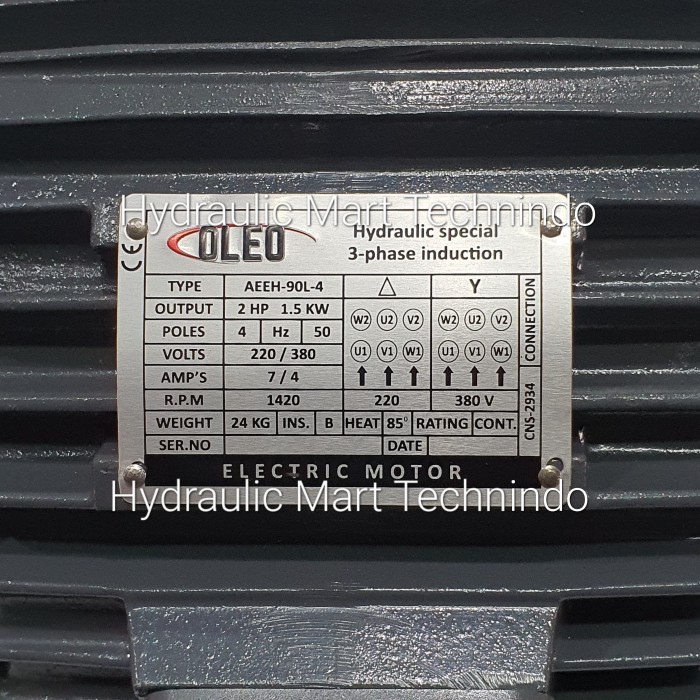 Hydraulic Mart Technindo
CE
OLEO
Hydraulic special
3-phase induction
TYPE AEEH-90L-4 △ Y
OUTPUT 2 HP 1.5 KW
POLES 4 Hz 50
W2 U2 V2 W2 U2 V2
VOLTS 220 / 380
U1 V1 W1 U1 V1 W1
AMP'S 7 / 4
R.P.M 1420 220 380 V
WEIGHT 24 KG INS. B HEAT 85⁰ RATING CONT.
SER.NO DATE
CONNECTION
CNS-2934
ELECTRIC MOTOR
Hydraulic Mart Technindo